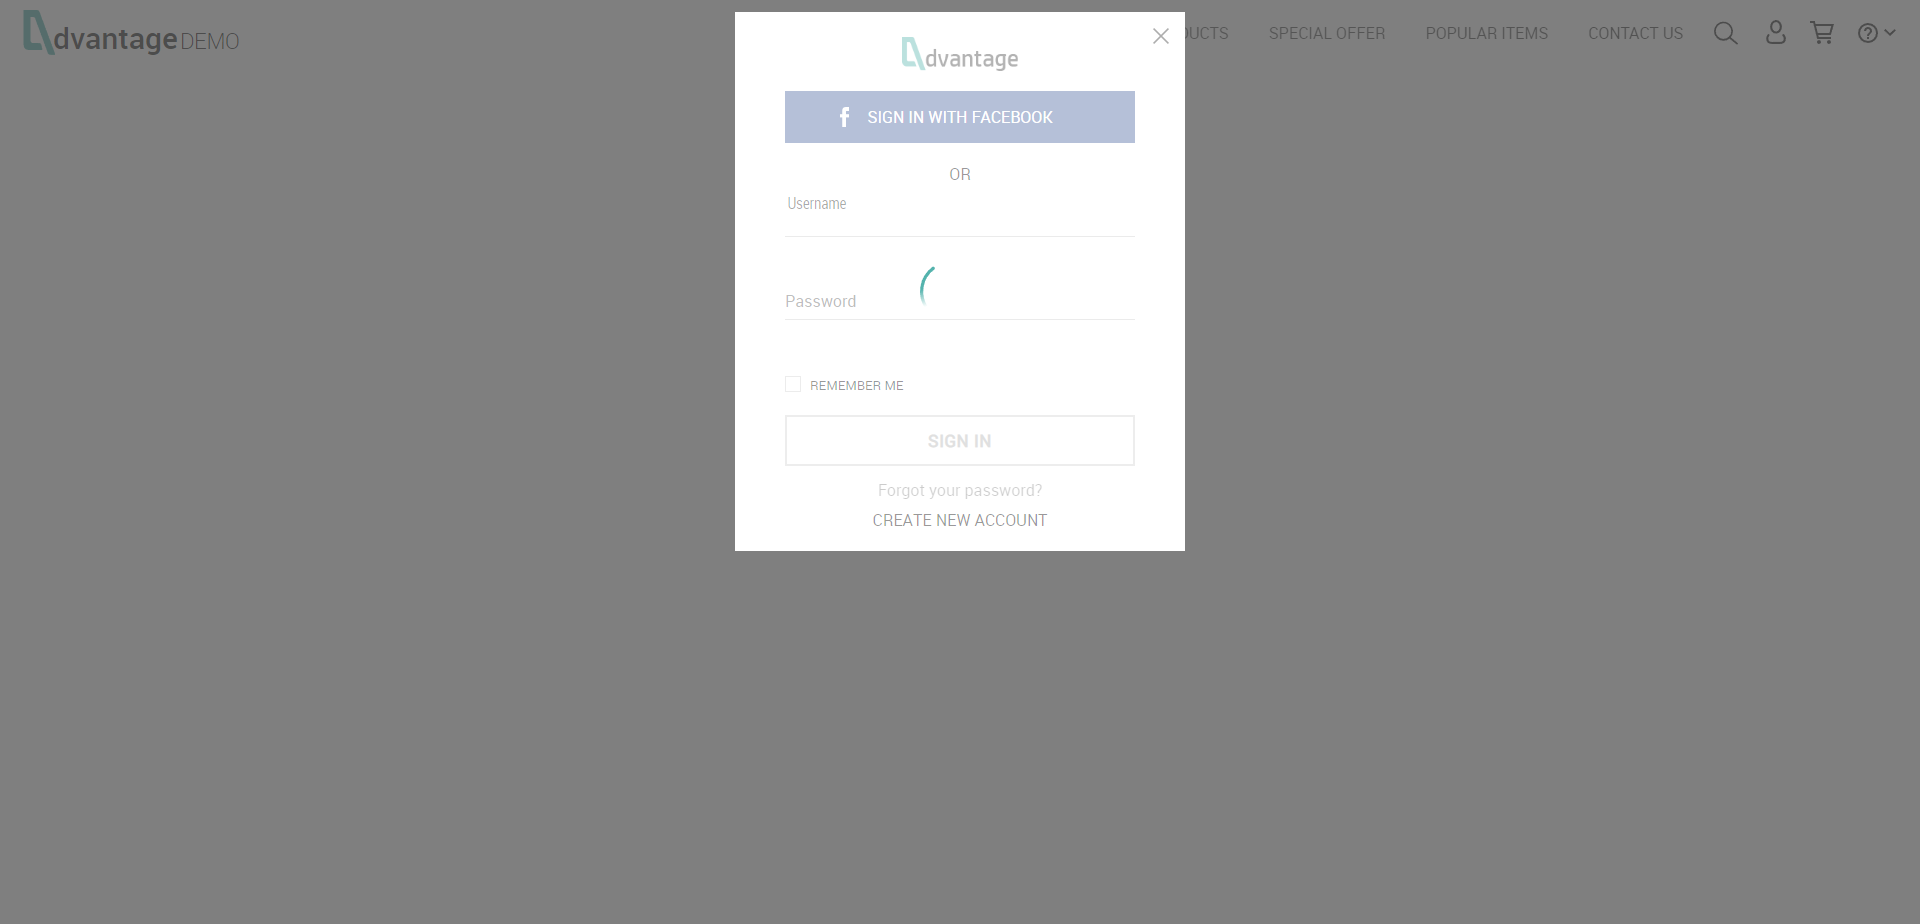 dvantage DEMO
UCTS SPECIAL OFFER POPULAR ITEMS CONTACT US
dvantage
SIGN IN WITH FACEBOOK
OR
Username
Password
REMEMBER ME
SIGN IN
Forgot your password?
CREATE NEW ACCOUNT